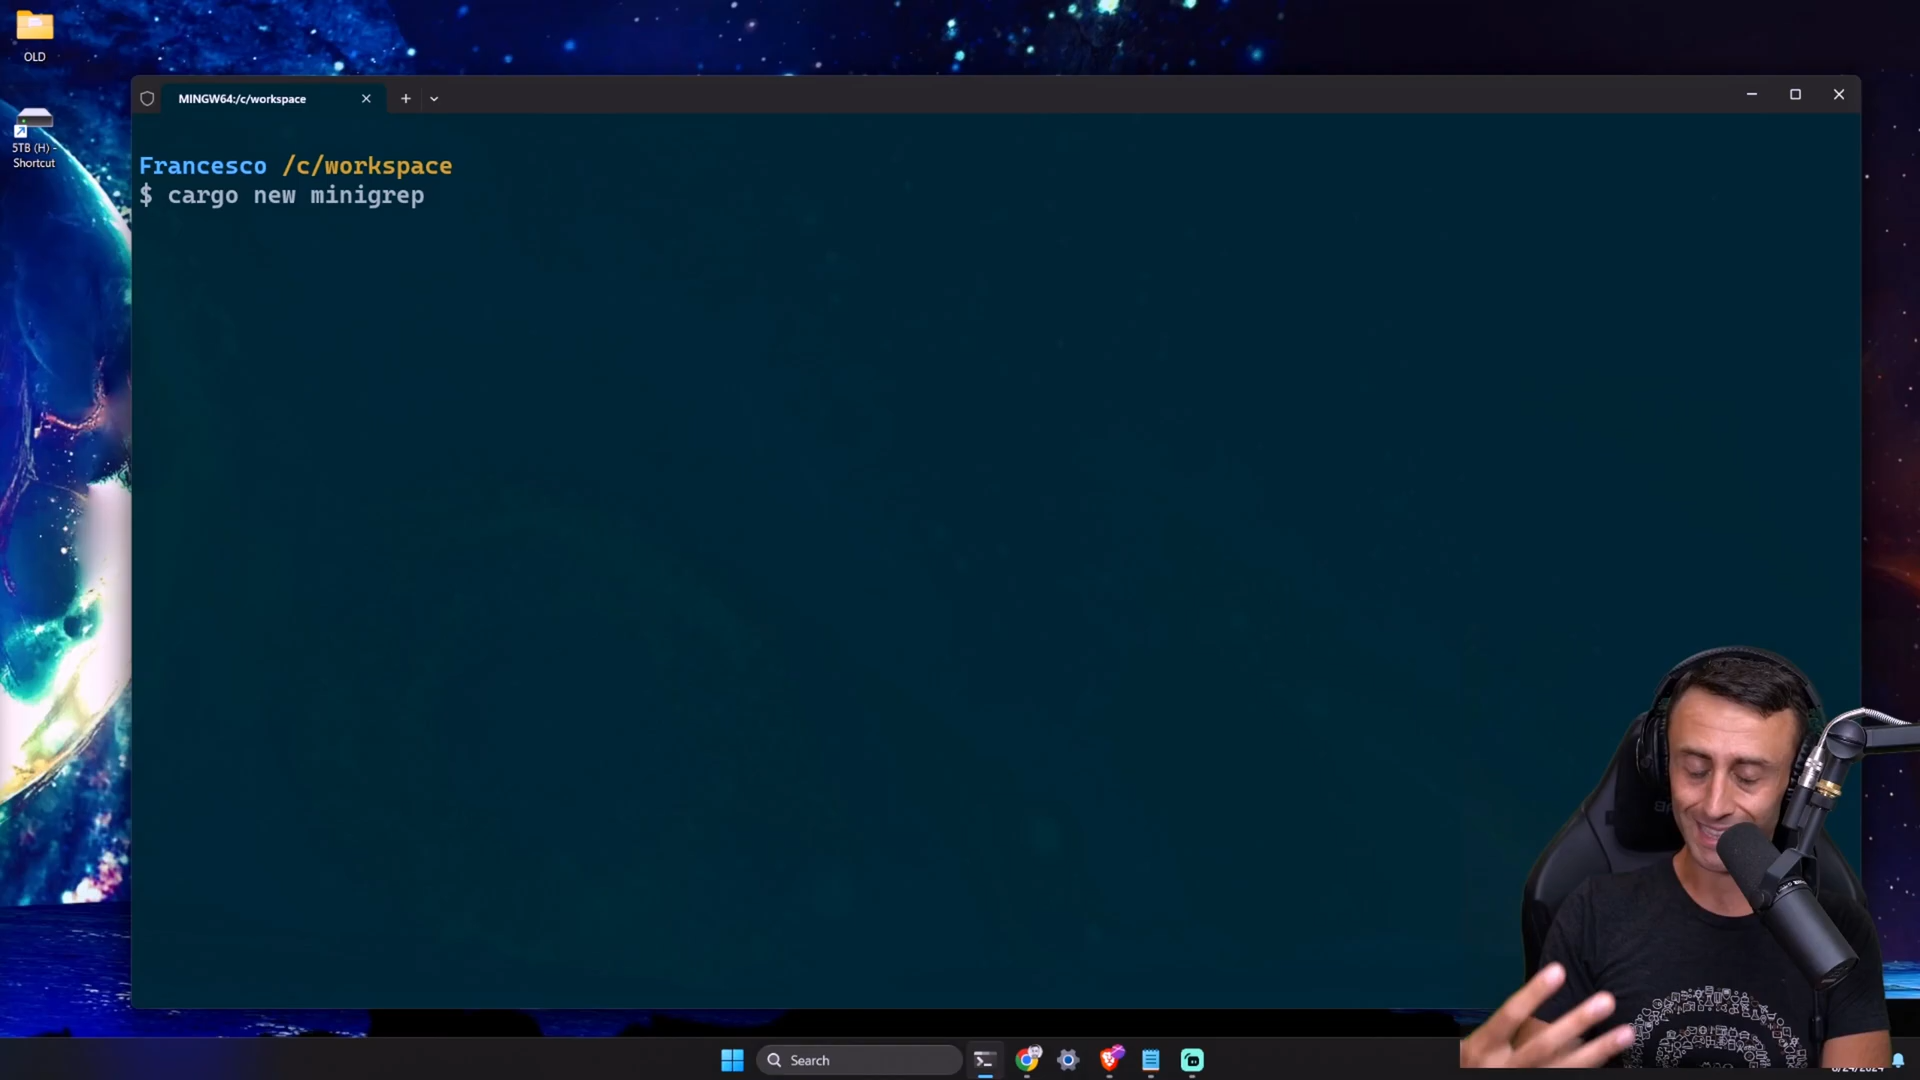 OLD
5TB (H) -
Shortcut
MINGW64:/c/workspace
Francesco /c/workspace
$ cargo new minigrep
Search